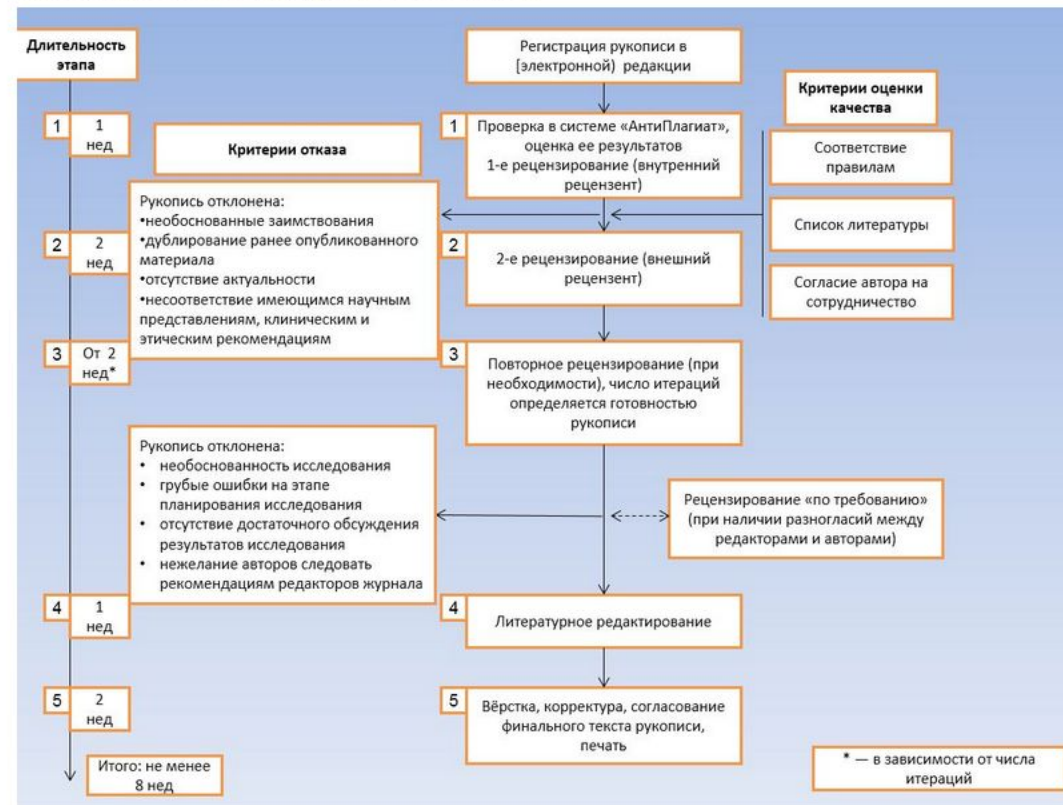 Длительность
этапа
1
1
нед
2
2
нед
3
От 2
нед*
4
1
нед
5
2
нед
Итого: не менее
8 нед
Критерии отказа
Рукопись отклонена:
•необоснованные заимствования
•дублирование ранее опубликованного
материала
•отсутствие актуальности
•несоответствие имеющимся научным
представлениям, клиническим и
этическим рекомендациям
Рукопись отклонена:
• необоснованность исследования
• грубые ошибки на этапе
планирования исследования
• отсутствие достаточного обсуждения
результатов исследования
• нежелание авторов следовать
рекомендациям редакторов журнала
Регистрация рукописи в
[электронной) редакции
1
Проверка в системе «АнтиПлагиат»,
оценка ее результатов
1-е рецензирование (внутренний
рецензент)
2
2-е рецензирование (внешний
рецензент)
3
Повторное рецензирование (при
необходимости), число итераций
определяется готовностью
рукописи
4
Литературное редактирование
5
Вёрстка, корректура, согласование
финального текста рукописи,
печать
Критерии оценки
качества
Соответствие
правилам
Список литературы
Согласие автора на
сотрудничество
Рецензирование «по требованию»
(при наличии разногласий между
редакторами и авторами)
* — в зависимости от числа
итераций